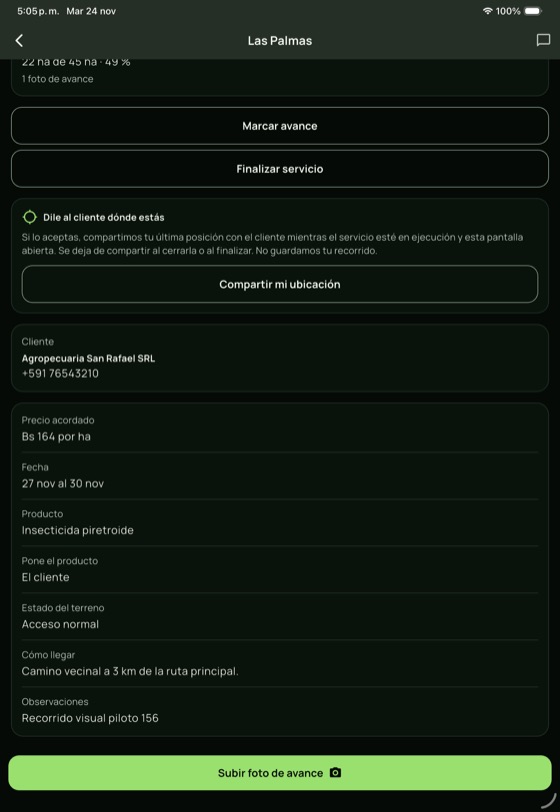 5:05 p. m. Mar 24 nov
100%
Las Palmas
22 ha de 45 ha · 49 %
1 foto de avance
Marcar avance
Finalizar servicio
Dile al cliente dónde estás
Si lo aceptas, compartimos tu última posición con el cliente mientras el servicio esté en ejecución y esta pantalla
abierta. Se deja de compartir al cerrarla o al finalizar. No guardamos tu recorrido.
Compartir mi ubicación
Cliente
Agropecuaria San Rafael SRL
+591 76543210
Precio acordado
Bs 164 por ha
Fecha
27 nov al 30 nov
Producto
Insecticida piretroide
Pone el producto
El cliente
Estado del terreno
Acceso normal
Cómo llegar
Camino vecinal a 3 km de la ruta principal.
Observaciones
Recorrido visual piloto 156
Subir foto de avance